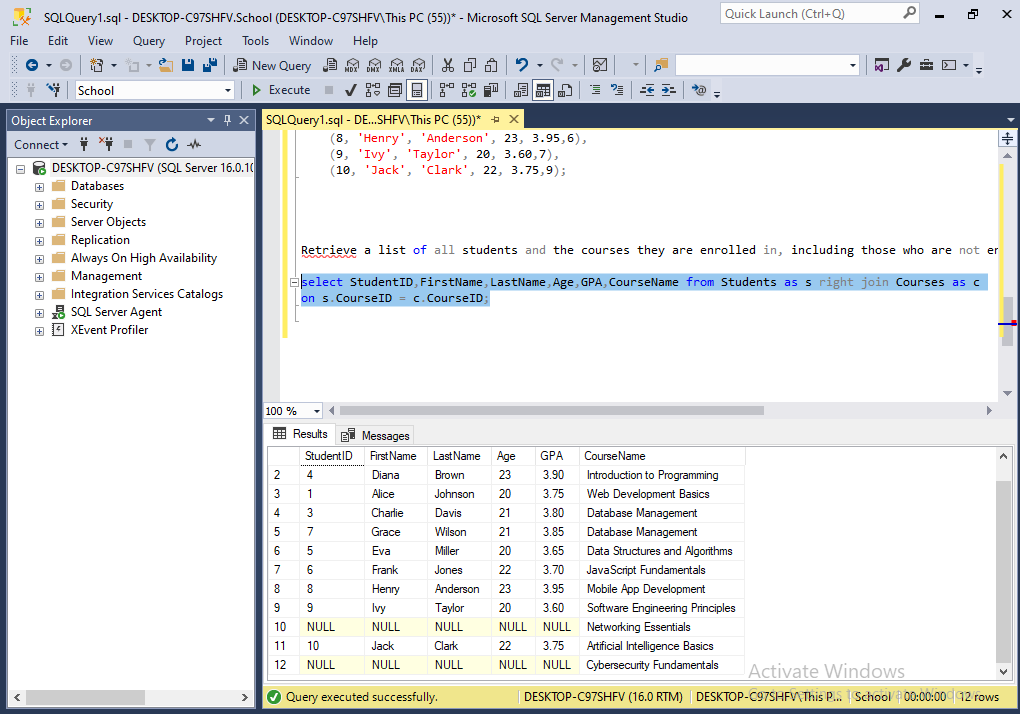 SQLQuery1.sql - DESKTOP-C97SHFV.School (DESKTOP-C97SHFV\This PC (55))* - Microsoft SQL Server Management Studio
Quick Launch (Ctrl+Q)
File Edit View Query Project Tools Window Help
New Query MDX DMX XMLA DAX
School Execute
Object Explorer
SQLQuery1.sql - DE...SHFV\This PC (55))*
Connect
DESKTOP-C97SHFV (SQL Server 16.0.10
Databases
Security
Server Objects
Replication
Always On High Availability
Management
Integration Services Catalogs
SQL Server Agent
XEvent Profiler
(8, 'Henry', 'Anderson', 23, 3.95,6),
(9, 'Ivy', 'Taylor', 20, 3.60,7),
(10, 'Jack', 'Clark', 22, 3.75,9);
Retrieve a list of all students and the courses they are enrolled in, including those who are not er
select StudentID,FirstName,LastName,Age,GPA,CourseName from Students as s right join Courses as c
on s.CourseID = c.CourseID;
100 %
Results Messages
StudentID FirstName LastName Age GPA CourseName
2 4 Diana Brown 23 3.90 Introduction to Programming
3 1 Alice Johnson 20 3.75 Web Development Basics
4 3 Charlie Davis 21 3.80 Database Management
5 7 Grace Wilson 21 3.85 Database Management
6 5 Eva Miller 20 3.65 Data Structures and Algorithms
7 6 Frank Jones 22 3.70 JavaScript Fundamentals
8 8 Henry Anderson 23 3.95 Mobile App Development
9 9 Ivy Taylor 20 3.60 Software Engineering Principles
10 NULL NULL NULL NULL NULL Networking Essentials
11 10 Jack Clark 22 3.75 Artificial Intelligence Basics
12 NULL NULL NULL NULL NULL Cybersecurity Fundamentals
Activate Windows
Go to Settings to activate Windows.
Query executed successfully. DESKTOP-C97SHFV (16.0 RTM) DESKTOP-C97SHFV\This P... School 00:00:00 12 rows